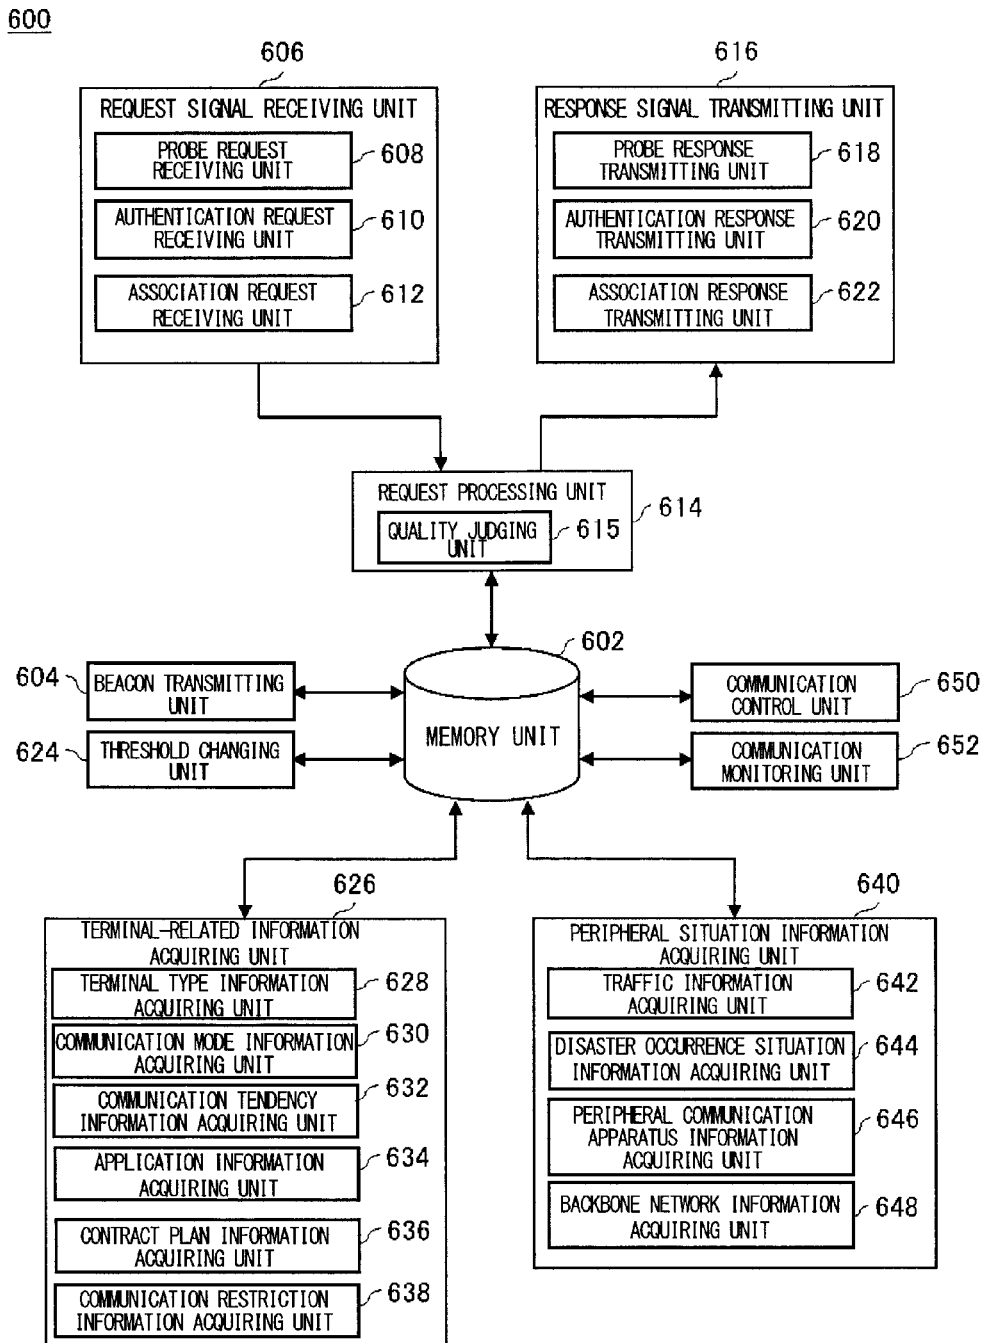 600
606
REQUEST SIGNAL RECEIVING UNIT
PROBE REQUEST
RECEIVING UNIT
608
AUTHENTICATION REQUEST
RECEIVING UNIT
610
ASSOCIATION REQUEST
RECEIVING UNIT
612
616
RESPONSE SIGNAL TRANSMITTING UNIT
PROBE RESPONSE
TRANSMITTING UNIT
618
AUTHENTICATION RESPONSE
TRANSMITTING UNIT
620
ASSOCIATION RESPONSE
TRANSMITTING UNIT
622
REQUEST PROCESSING UNIT
614
QUALITY JUDGING
UNIT
615
602
MEMORY UNIT
604
BEACON TRANSMITTING
UNIT
624
THRESHOLD CHANGING
UNIT
COMMUNICATION
CONTROL UNIT
650
COMMUNICATION
MONITORING UNIT
652
626
TERMINAL-RELATED INFORMATION
ACQUIRING UNIT
TERMINAL TYPE INFORMATION
ACQUIRING UNIT
628
COMMUNICATION MODE INFORMATION
ACQUIRING UNIT
630
COMMUNICATION TENDENCY
INFORMATION ACQUIRING UNIT
632
APPLICATION INFORMATION
ACQUIRING UNIT
634
CONTRACT PLAN INFORMATION
ACQUIRING UNIT
636
COMMUNICATION RESTRICTION
INFORMATION ACQUIRING UNIT
638
640
PERIPHERAL SITUATION INFORMATION
ACQUIRING UNIT
TRAFFIC INFORMATION
ACQUIRING UNIT
642
DISASTER OCCURRENCE SITUATION
INFORMATION ACQUIRING UNIT
644
PERIPHERAL COMMUNICATION
APPARATUS INFORMATION
ACQUIRING UNIT
646
BACKBONE NETWORK INFORMATION
ACQUIRING UNIT
648